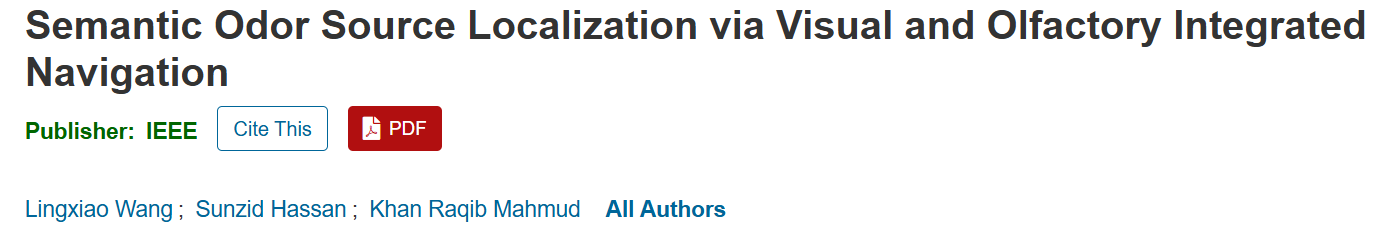 Semantic Odor Source Localization via Visual and Olfactory Integrated
Navigation
Publisher: IEEE Cite This PDF
Lingxiao Wang ; Sunzid Hassan ; Khan Raqib Mahmud All Authors